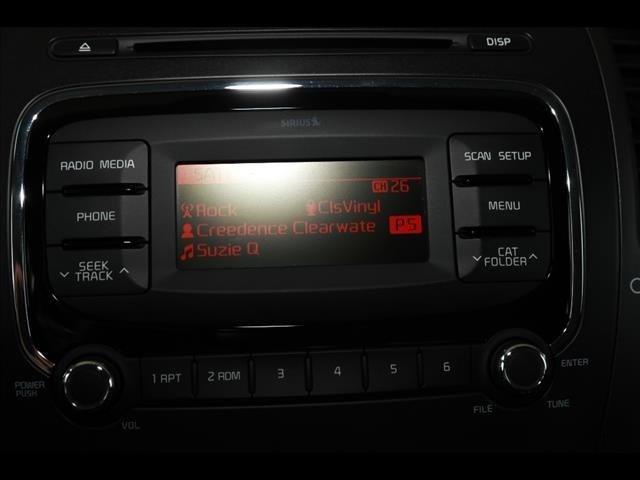 DISP
SIRIUS
RADIO MEDIA
SCAN SETUP
SAT
CH 26
Rock ClsVinyl
PHONE
MENU
Creedence Clearwate P5
Suzie Q
SEEK
TRACK
CAT
FOLDER
1 RPT 2 RDM 3 4 5 6
POWER
PUSH
VOL
ENTER
FILE
TUNE